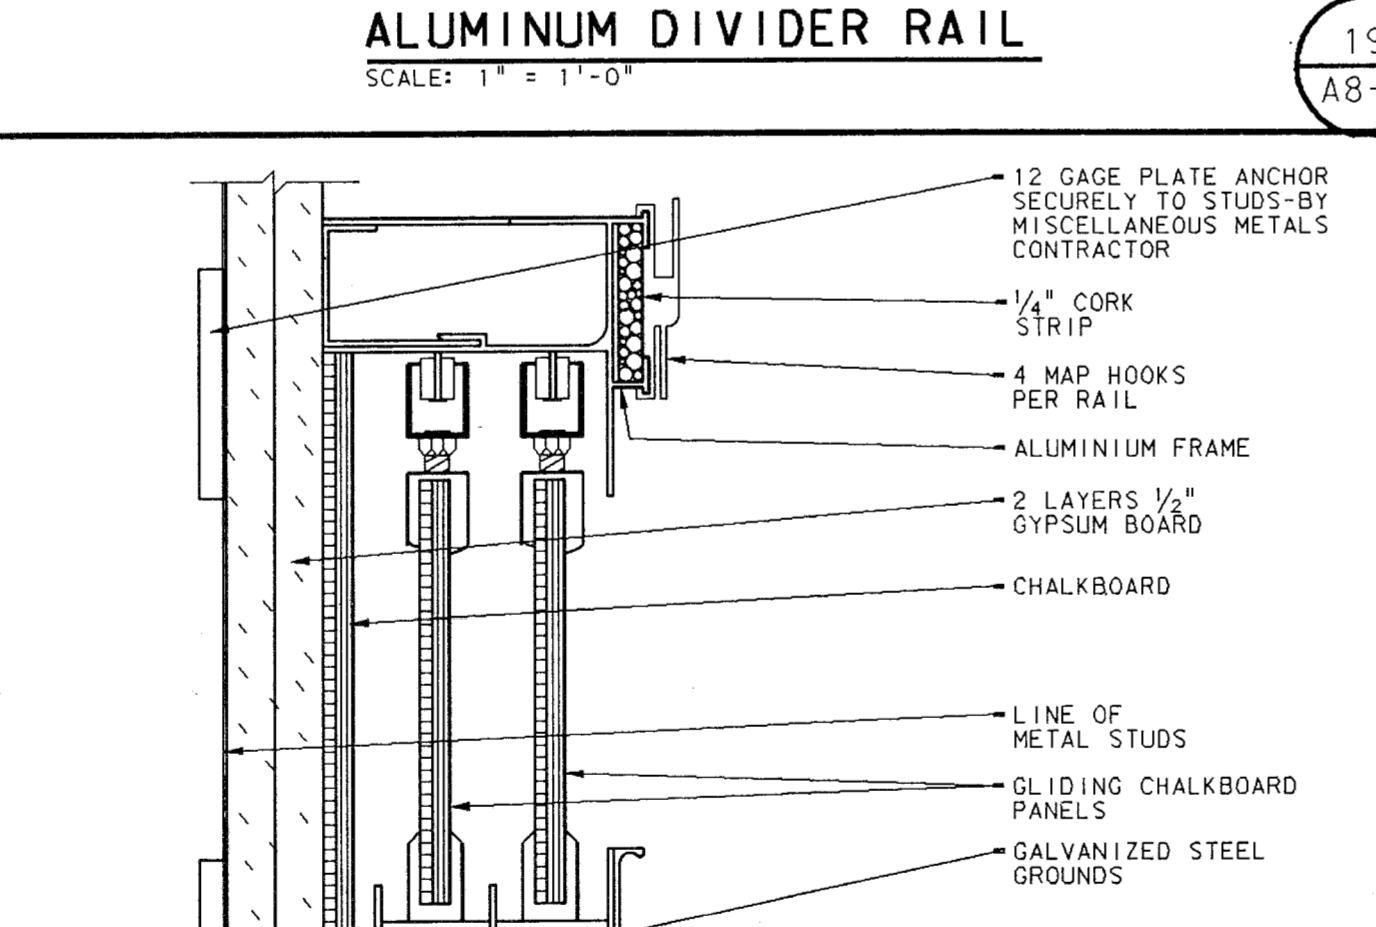 ALUMINUM DIVIDER RAIL
SCALE: 1" = 1'-0"
19
A8-
12 GAGE PLATE ANCHOR
SECURELY TO STUDS-BY
MISCELLANEOUS METALS
CONTRACTOR
1/4" CORK
STRIP
4 MAP HOOKS
PER RAIL
ALUMINIUM FRAME
2 LAYERS 1/2"
GYPSUM BOARD
CHALKBOARD
LINE OF
METAL STUDS
GLIDING CHALKBOARD
PANELS
GALVANIZED STEEL
GROUNDS